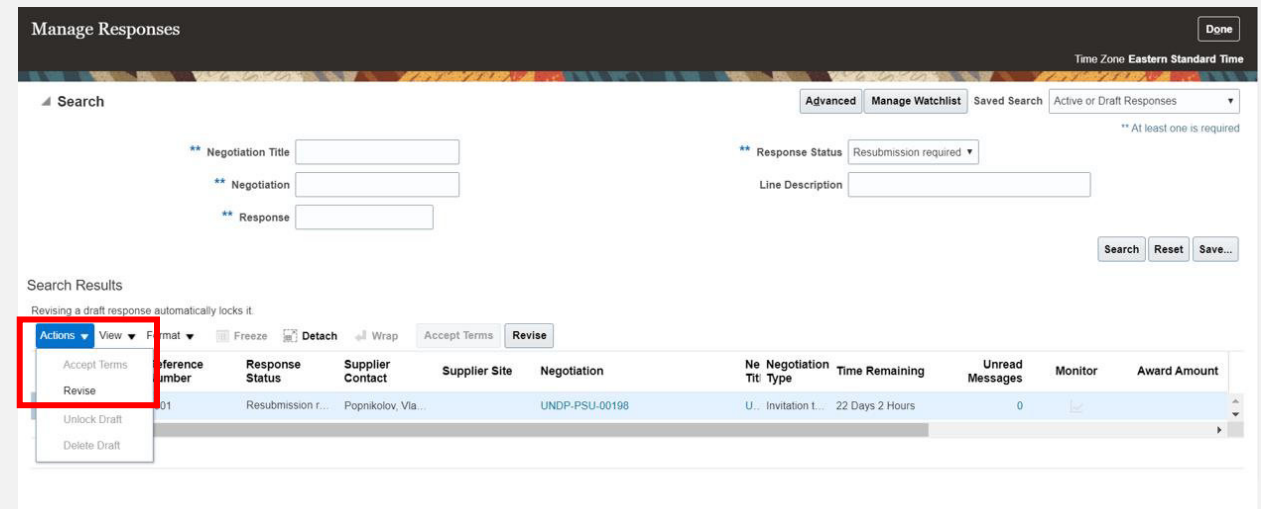 Manage Responses
Done
Time Zone Eastern Standard Time
Search
Advanced Manage Watchlist Saved Search Active or Draft Responses
** At least one is required
** Negotiation Title
** Response Status Resubmission required
** Negotiation
Line Description
** Response
Search Reset Save...
Search Results
Revising a draft response automatically locks it.
Actions View Format Freeze Detach Wrap Accept Terms Revise
Accept Terms
Revise
Unlock Draft
Delete Draft
Response Status Supplier Contact Supplier Site Negotiation Negotiation Type Time Remaining Unread Messages Monitor Award Amount
Resubmission r... Popnikolov, Vla... UNDP-PSU-00198 U.. Invitation t... 22 Days 2 Hours 0